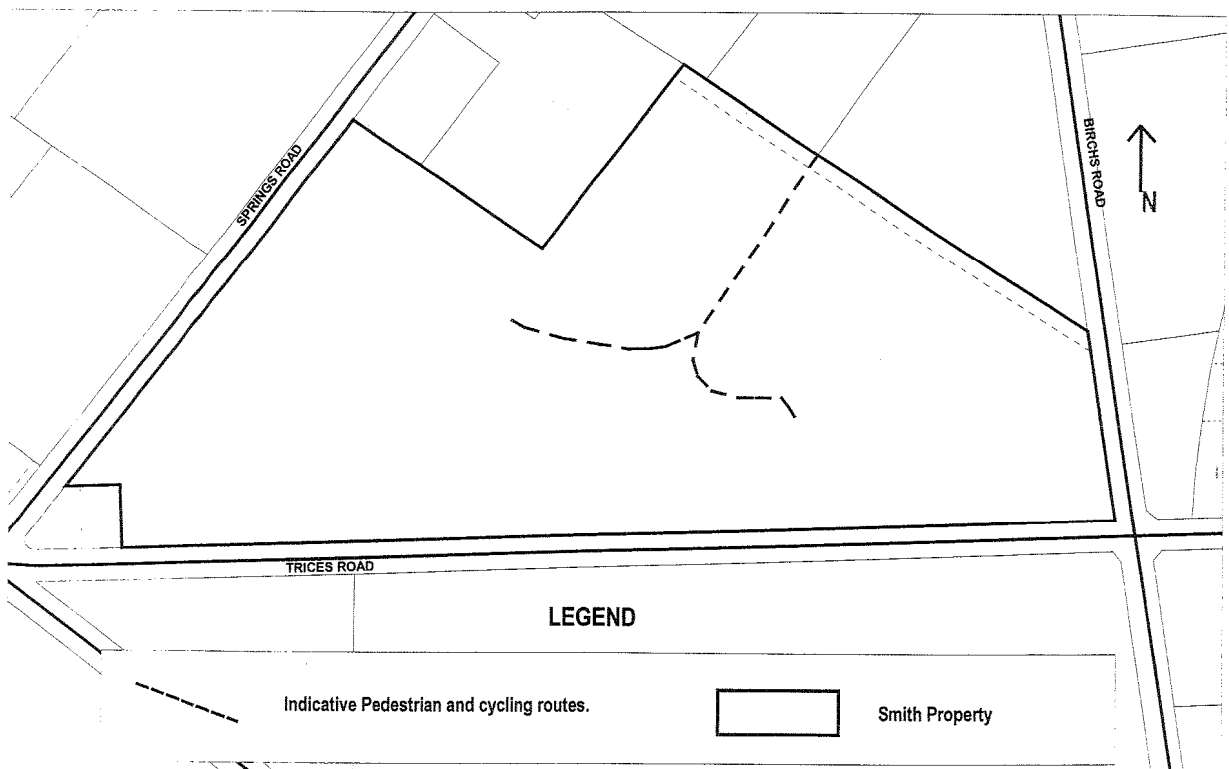 SPRINGS ROAD
BIRCHS ROAD
N
TRICES ROAD
LEGEND
Indicative Pedestrian and cycling routes.
Smith Property